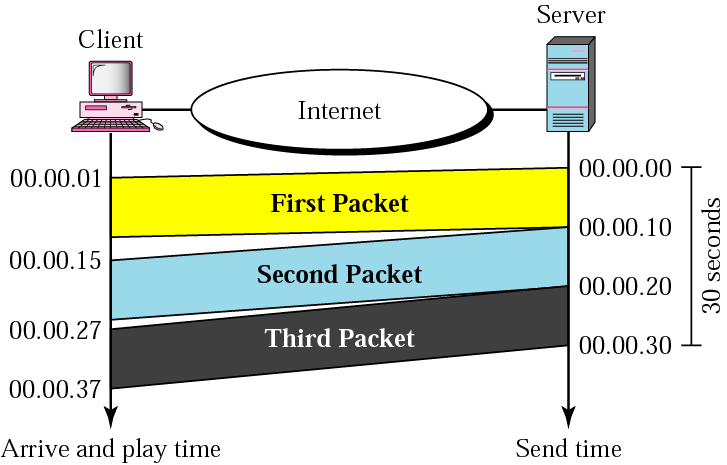 Server
Client
Internet
00.00.01
00.00.00
First Packet
00.00.10
00.00.15
Second Packet
00.00.20
30 seconds
00.00.27
Third Packet
00.00.30
00.00.37
Arrive and play time
Send time